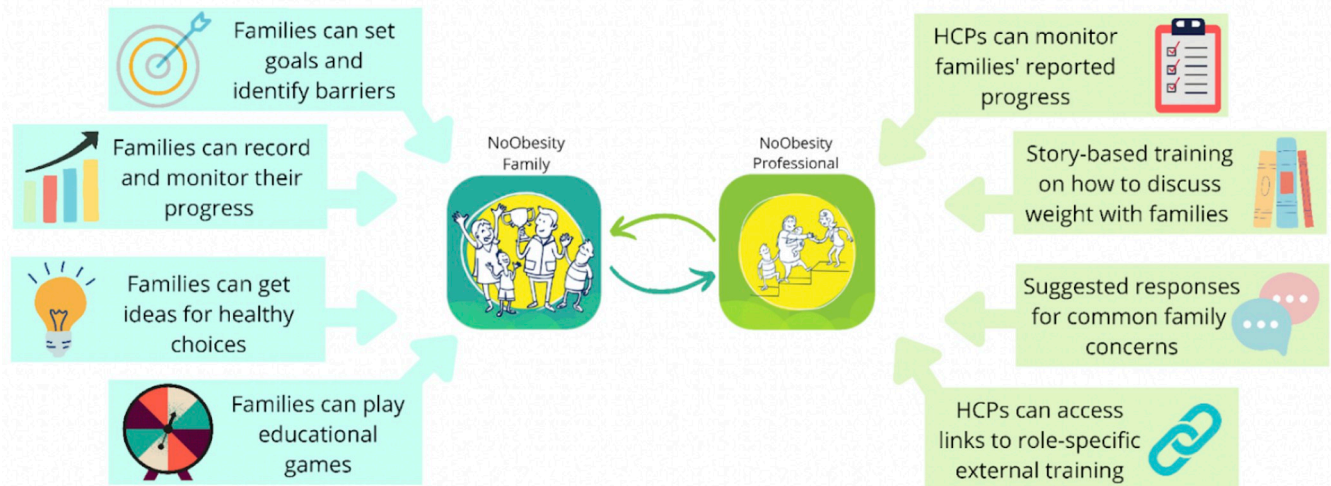 Families can set
goals and
identify barriers
Families can record
and monitor their
progress
Families can get
ideas for healthy
choices
Families can play
educational
games
NoObesity
Family
NoObesity
Professional
HCPs can monitor
families' reported
progress
Story-based training
on how to discuss
weight with families
Suggested responses
for common family
concerns
HCPs can access
links to role-specific
external training